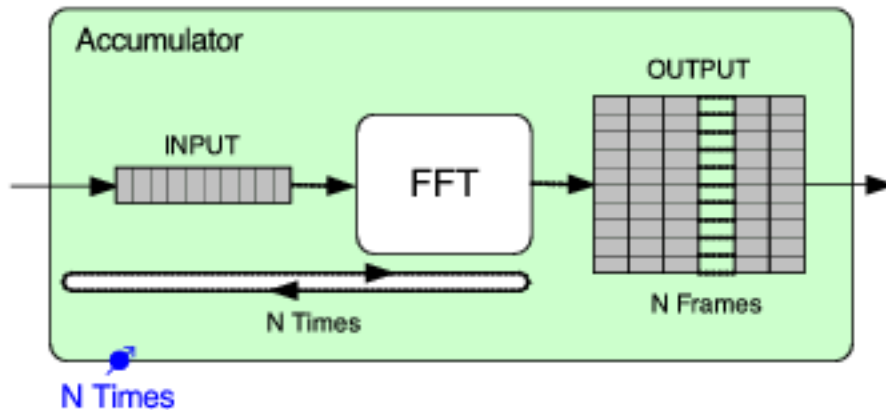 Accumulator
OUTPUT
INPUT
FFT
N Times
N Frames
N Times